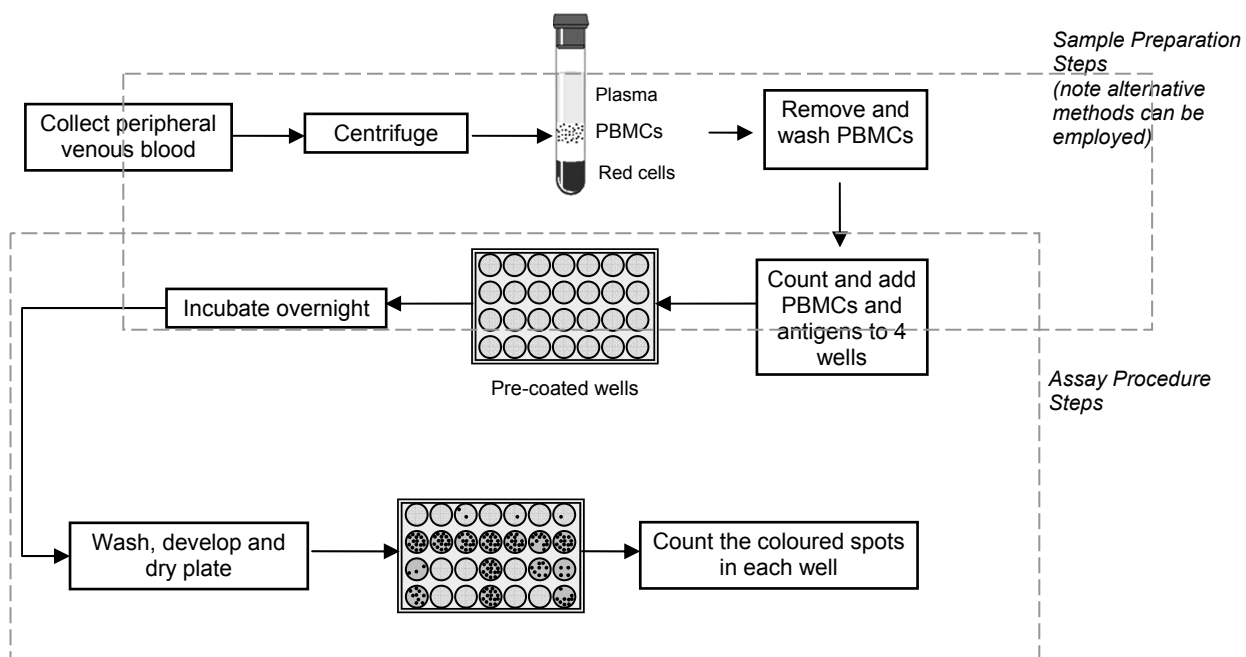 Sample Preparation
Steps
(note alternative
methods can be
employed)
Collect peripheral
venous blood
Centrifuge
Plasma
PBMCs
Red cells
Remove and
wash PBMCs
Count and add
PBMCs and
antigens to 4
wells
Pre-coated wells
Incubate overnight
Assay Procedure
Steps
Wash, develop and
dry plate
Count the coloured spots
in each well